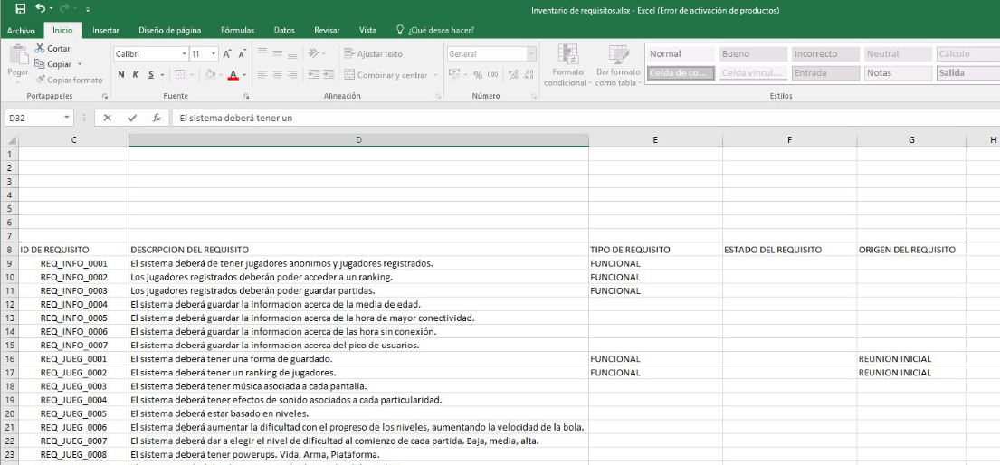 Inventario de requisitos.xlsx - Excel (Error de activación de productos)
Archivo Inicio Insertar Diseño de página Fórmulas Datos Revisar Vista ¿Qué desea hacer?
Pegar
Cortar
Copiar
Copiar formato
Portapapeles
Calibri 11
N K S
Fuente
Ajustar texto
Combinar y centrar
Alineación
General
% 000
Número
Formato condicional
Dar formato como tabla
Normal Bueno Incorrecto Neutral Cálculo
Celda de co... Celda vincul... Entrada Notas Salida
Estilos
D32 fx El sistema deberá tener un
C D E F G H
1
2
3
4
5
6
7
8 ID DE REQUISITO DESCRPCION DEL REQUISITO TIPO DE REQUISITO ESTADO DEL REQUISITO ORIGEN DEL REQUISITO
9 REQ_INFO_0001 El sistema deberá de tener jugadores anonimos y jugadores registrados. FUNCIONAL
10 REQ_INFO_0002 Los jugadores registrados deberán poder acceder a un ranking. FUNCIONAL
11 REQ_INFO_0003 Los jugadores registrados deberán poder guardar partidas. FUNCIONAL
12 REQ_INFO_0004 El sistema deberá guardar la informacion acerca de la media de edad.
13 REQ_INFO_0005 El sistema deberá guardar la informacion acerca de la hora de mayor conectividad.
14 REQ_INFO_0006 El sistema deberá guardar la informacion acerca de las hora sin conexión.
15 REQ_INFO_0007 El sistema deberá guardar la informacion acerca del pico de usuarios.
16 REQ_JUEG_0001 El sistema deberá tener una forma de guardado. FUNCIONAL REUNION INICIAL
17 REQ_JUEG_0002 El sistema deberá tener un ranking de jugadores. FUNCIONAL REUNION INICIAL
18 REQ_JUEG_0003 El sistema deberá tener música asociada a cada pantalla.
19 REQ_JUEG_0004 El sistema deberá tener efectos de sonido asociados a cada particularidad.
20 REQ_JUEG_0005 El sistema deberá estar basado en niveles.
21 REQ_JUEG_0006 El sistema deberá aumentar la dificultad con el progreso de los niveles, aumentando la velocidad de la bola.
22 REQ_JUEG_0007 El sistema deberá dar a elegir el nivel de dificultad al comienzo de cada partida. Baja, media, alta.
23 REQ_JUEG_0008 El sistema deberá tener powerups. Vida, Arma, Plataforma.